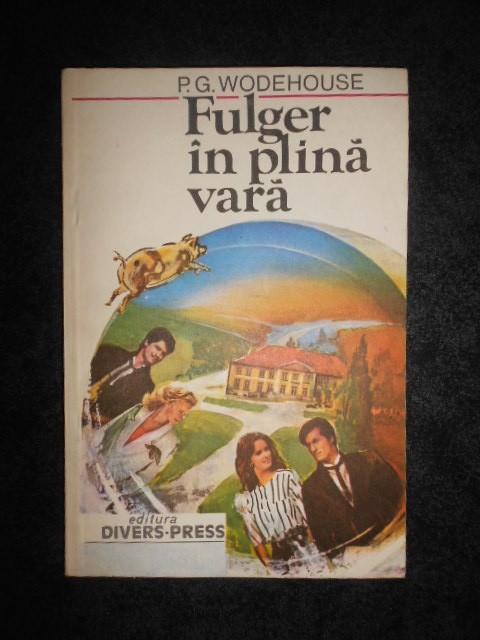 P.G. WODEHOUSE
Fulger
în plină
vară
editura
DIVERS-PRESS